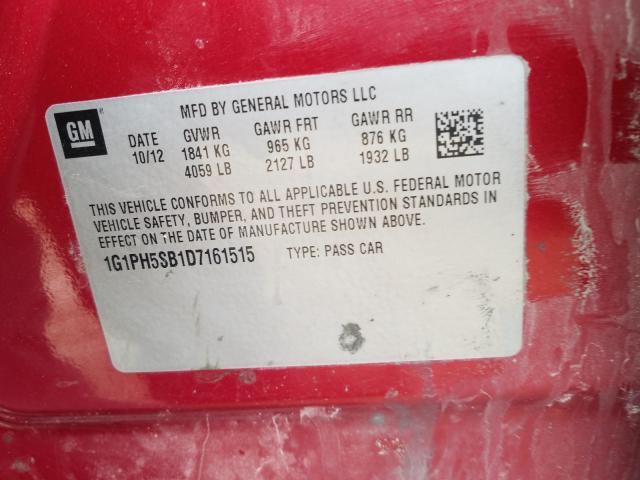 MFD BY GENERAL MOTORS LLC
GM ®
DATE GVWR GAWR FRT GAWR RR
10/12 1841 KG 965 KG 876 KG
4059 LB 2127 LB 1932 LB
THIS VEHICLE CONFORMS TO ALL APPLICABLE U.S. FEDERAL MOTOR
VEHICLE SAFETY, BUMPER, AND THEFT PREVENTION STANDARDS IN
EFFECT ON THE DATE OF MANUFACTURE SHOWN ABOVE.
1G1PH5SB1D7161515 TYPE: PASS CAR